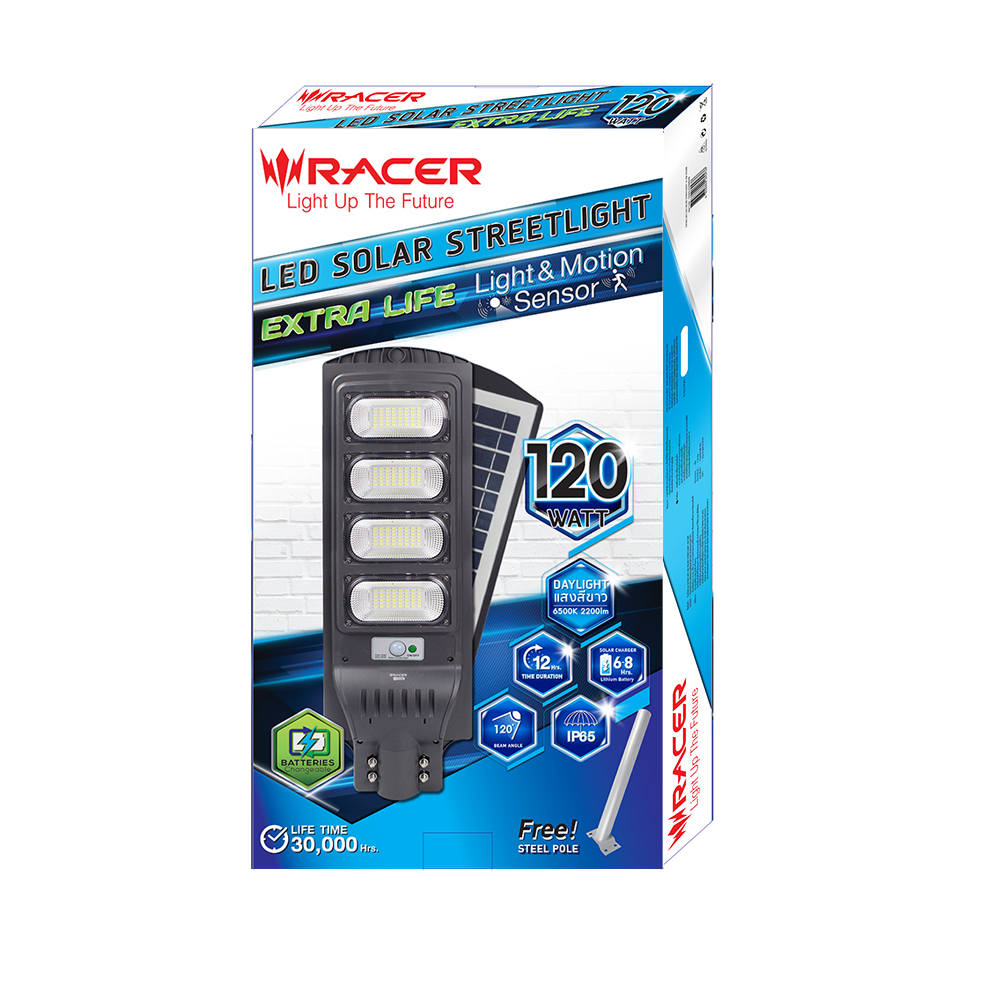 RACER
Light Up The Future
LED SOLAR STREETLIGHT
EXTRA LIFE
120
WATT
RACER
Light Up The Future
LED SOLAR STREETLIGHT
EXTRA LIFE
Light & Motion
Sensor
120
WATT
DAYLIGHT
แสงสีขาว
6500K 2200lm
12 Hrs.
TIME DURATION
SOLAR CHARGER
6-8
Hrs.
Lithium Battery
120°
BEAM ANGLE
IP65
RACER
BATTERIES
Changeable
LIFE TIME
30,000 Hrs.
Free!
STEEL POLE
RACER
Light Up The Future